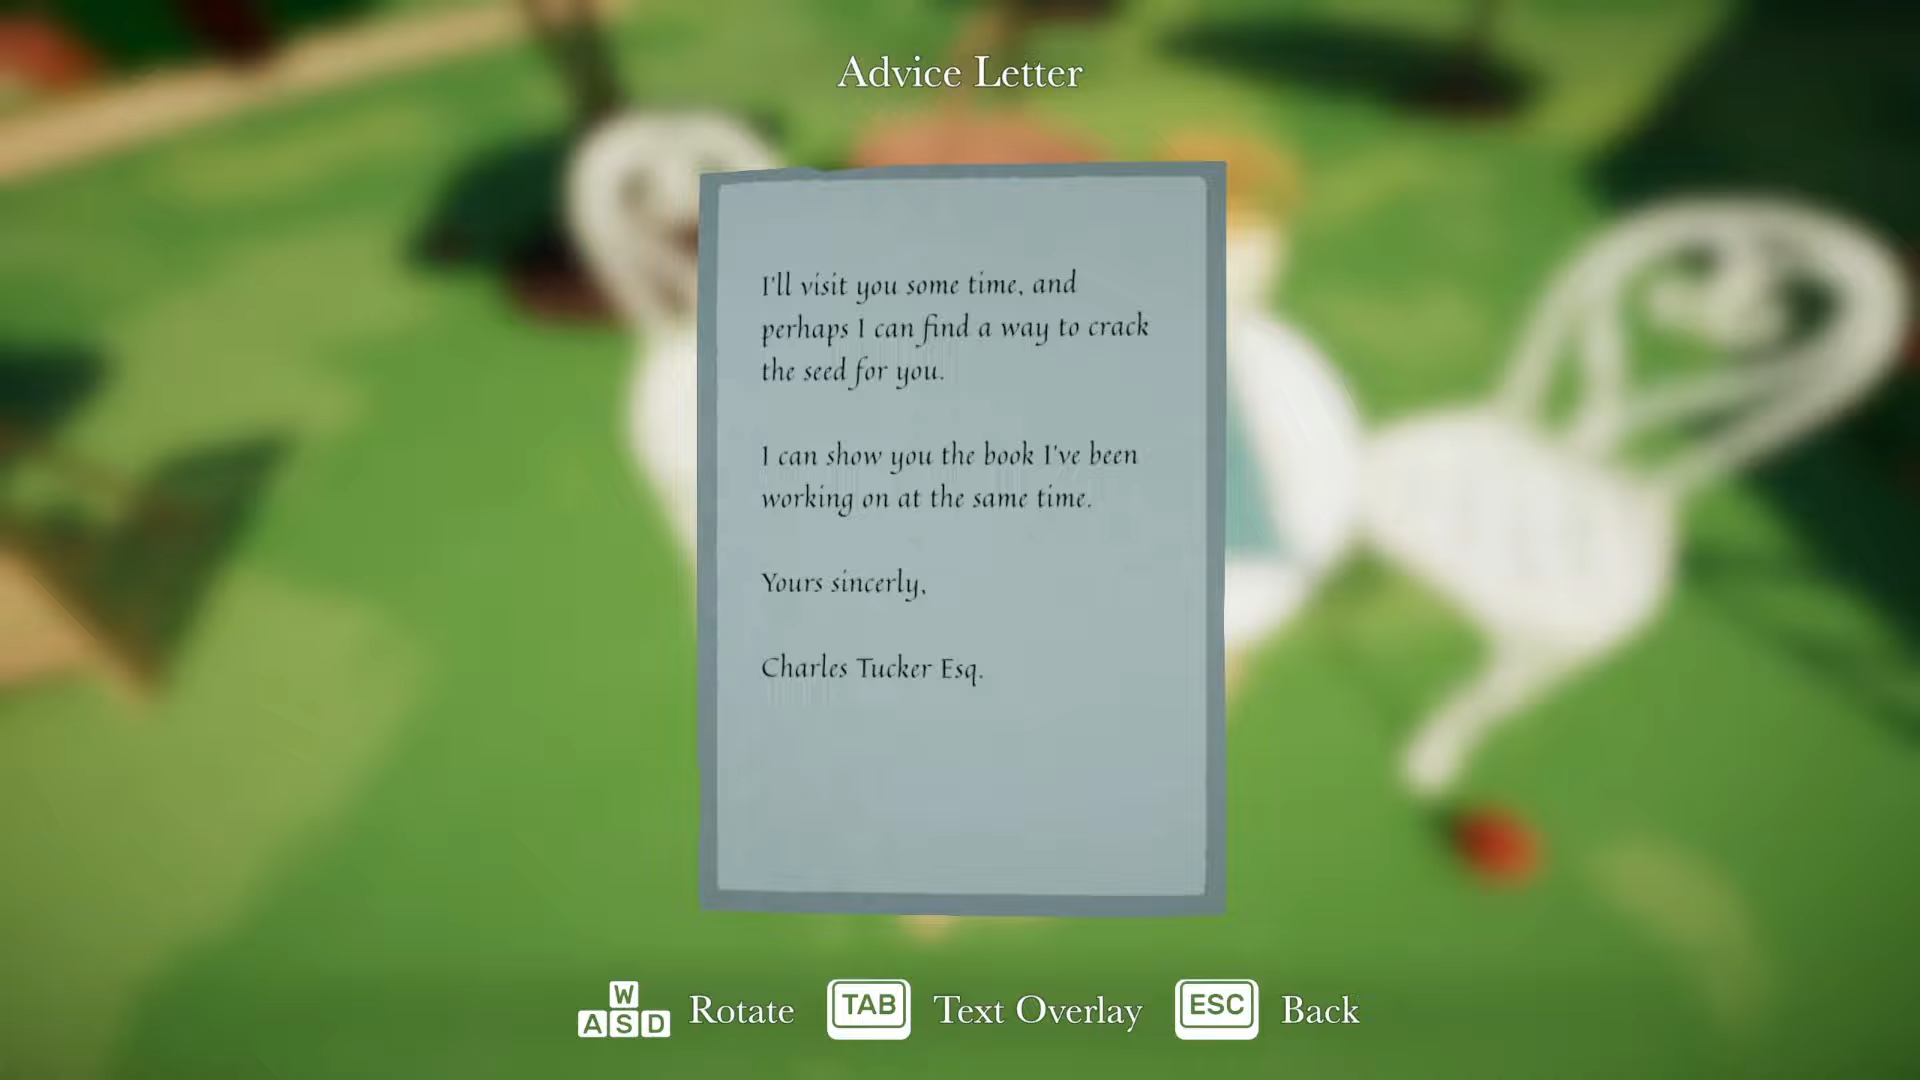 Advice Letter
I'll visit you some time, and
perhaps I can find a way to crack
the seed for you.
I can show you the book I've been
working on at the same time.
Yours sincerly,
Charles Tucker Esq.
W
A S D Rotate TAB Text Overlay ESC Back